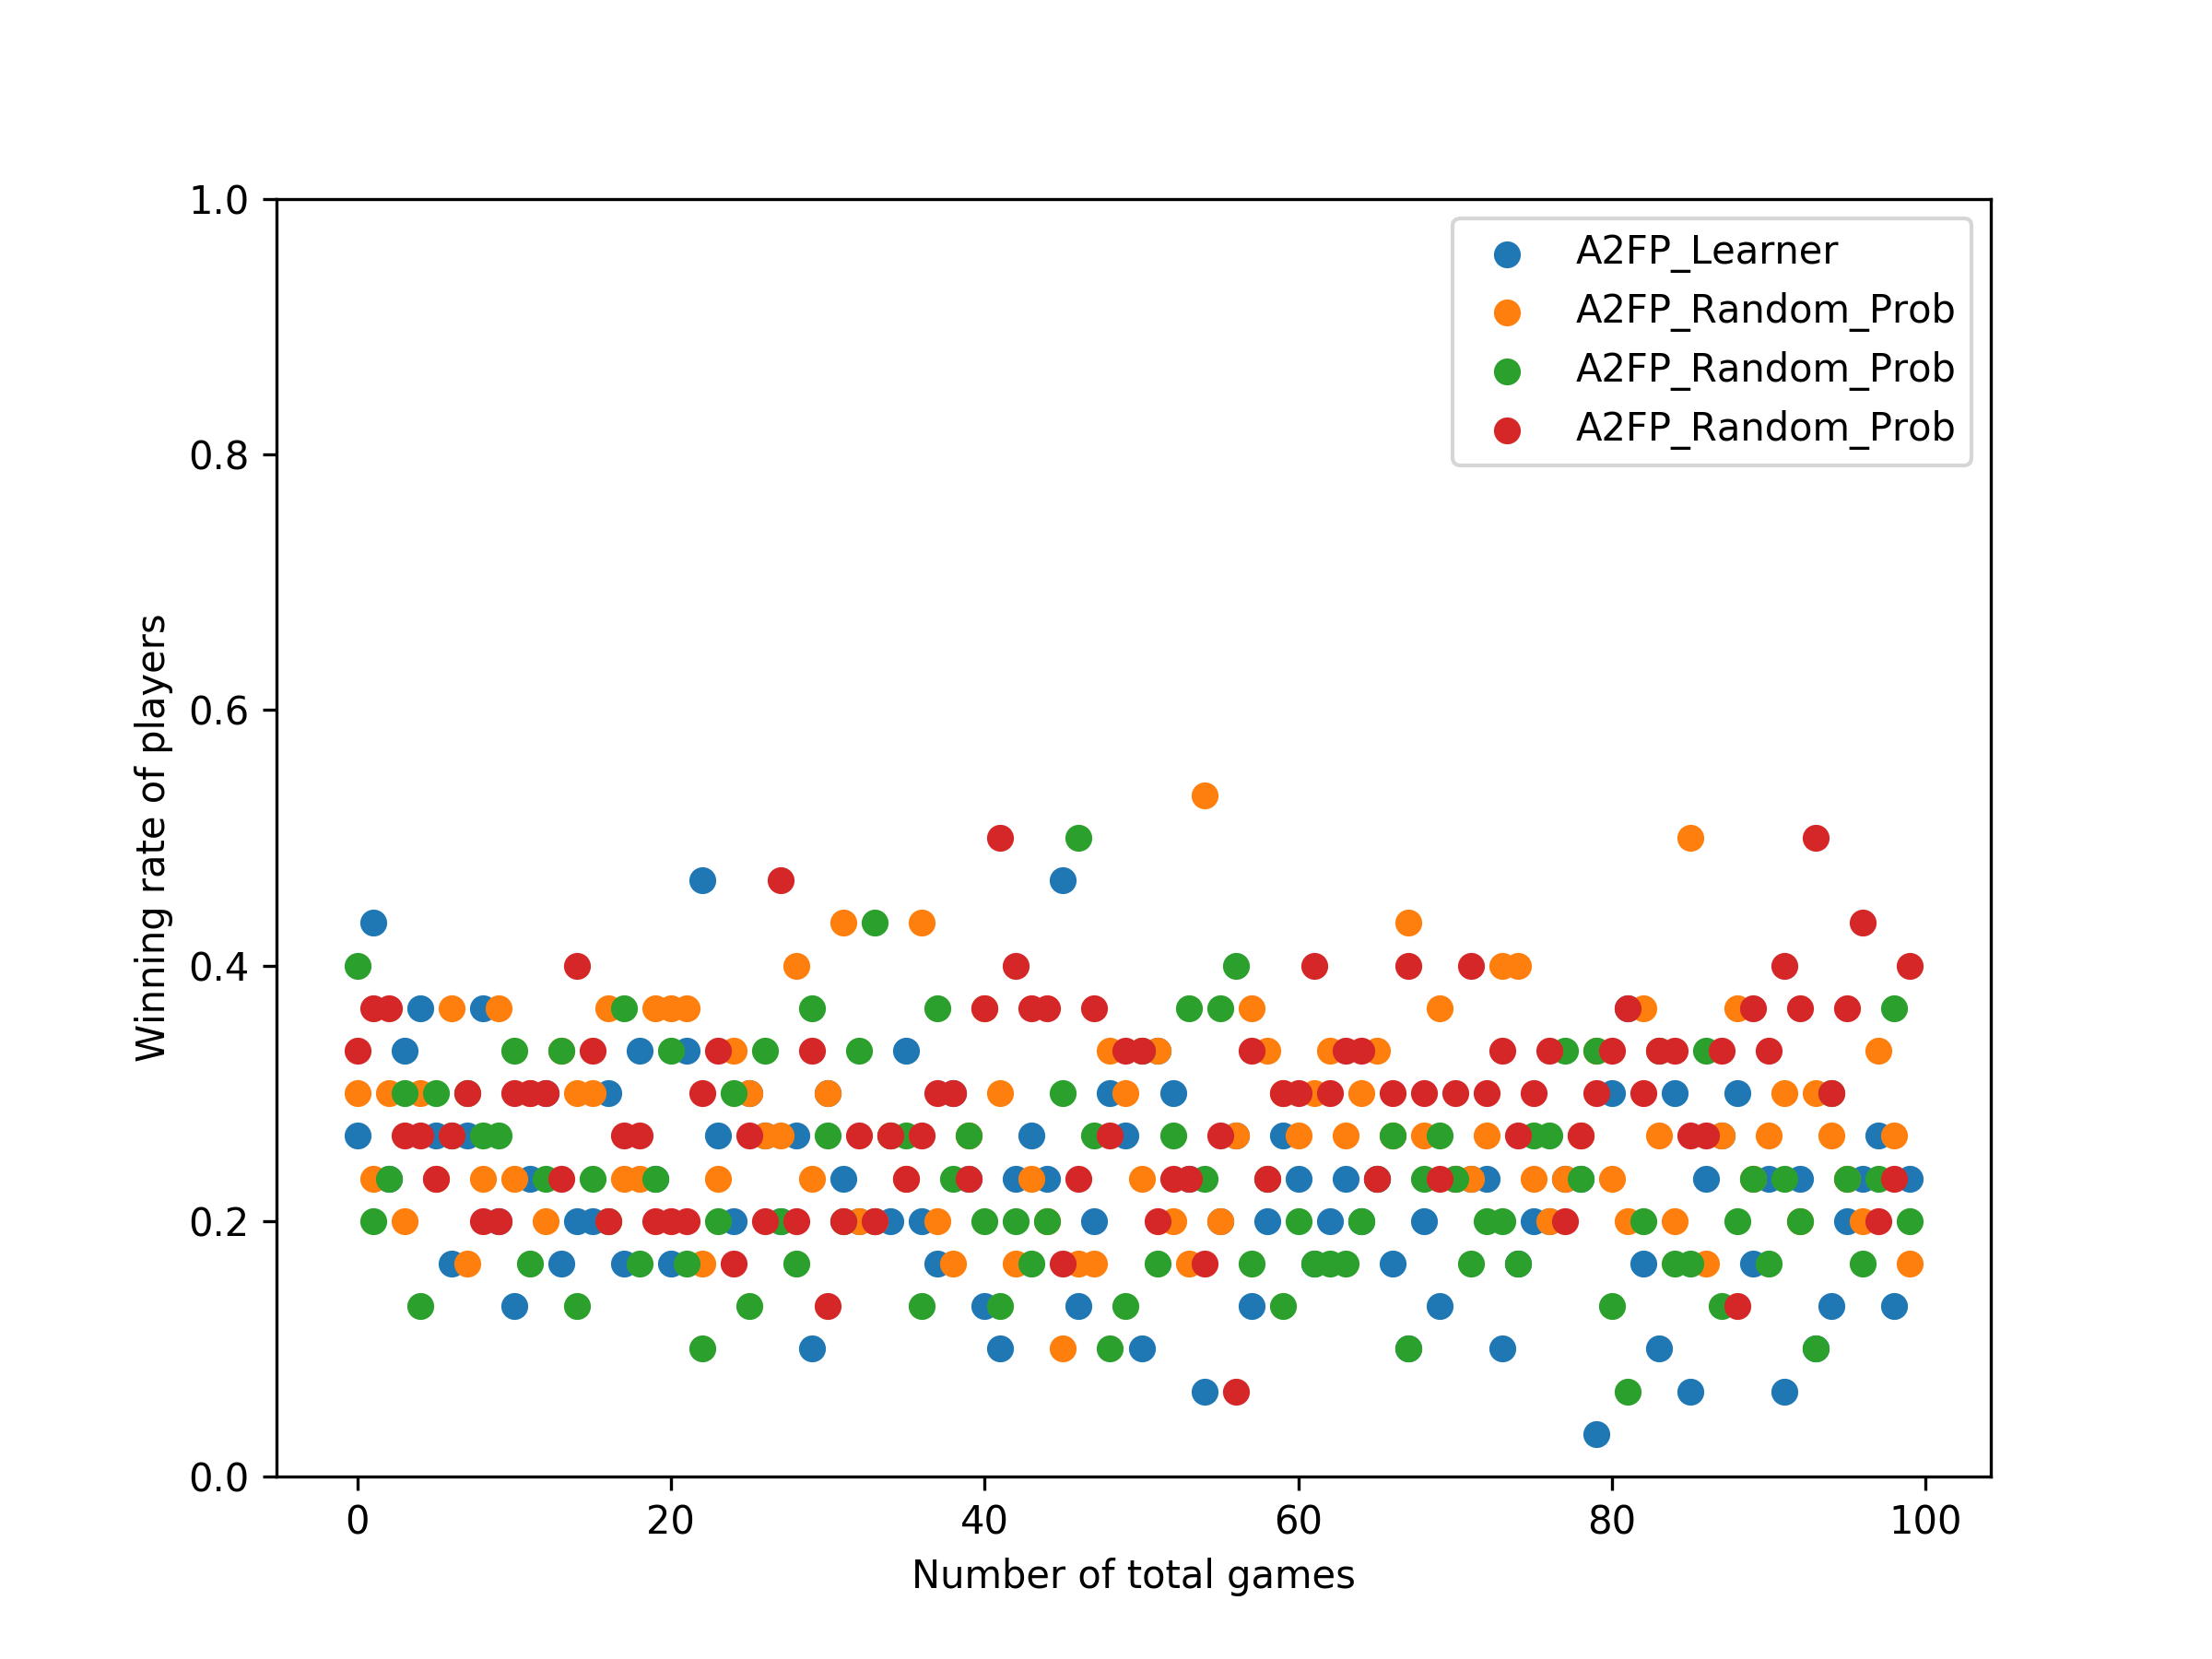 1.0
0.8
0.6
0.4
0.2
0.0
Winning rate of players
A2FP_Learner
A2FP_Random_Prob
A2FP_Random_Prob
A2FP_Random_Prob
0 20 40 60 80 100
Number of total games